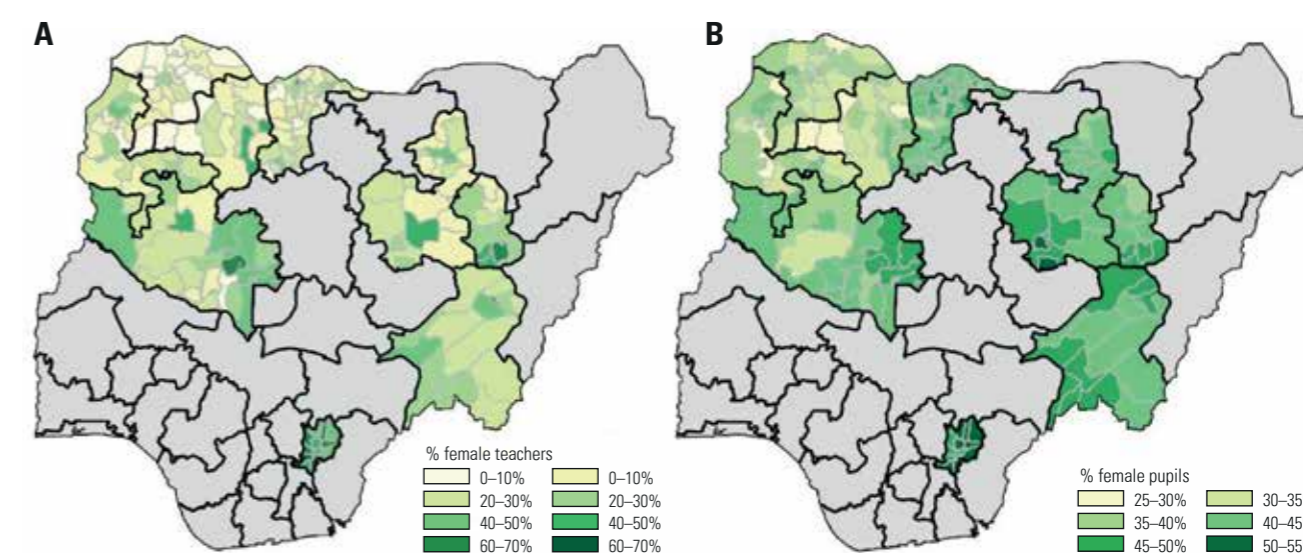 A
B
% female teachers
0–10% 0–10%
20–30% 20–30%
40–50% 40–50%
60–70% 60–70%
% female pupils
25–30% 30–35
35–40% 40–45
45–50% 50–55